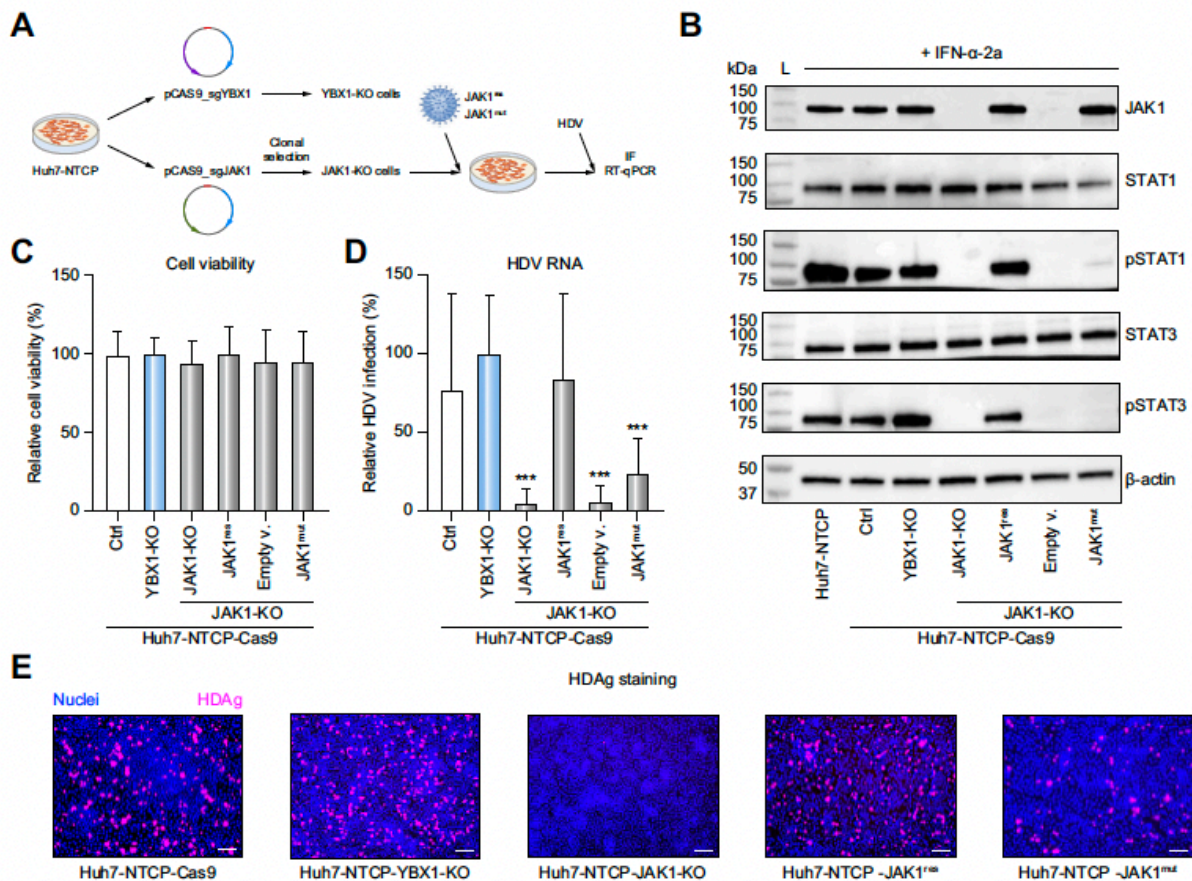 A
pCAS9_sgYBX1
YBX1-KO cells
JAK1res
JAK1mut
HDV
Huh7-NTCP
Clonal
selection
pCAS9_sgJAK1
JAK1-KO cells
IF
RT-qPCR
B
+ IFN-α-2a
kDa L
150
100
75
JAK1
150
100
75
STAT1
150
100
75
pSTAT1
150
100
75
STAT3
150
100
75
pSTAT3
50
37
β-actin
Huh7-NTCP
Ctrl
YBX1-KO
JAK1-KO
JAK1res
Empty v.
JAK1mut
JAK1-KO
Huh7-NTCP-Cas9
C
Cell viability
Relative cell viability (%)
150
100
50
0
Ctrl
YBX1-KO
JAK1-KO
JAK1res
Empty v.
JAK1mut
JAK1-KO
Huh7-NTCP-Cas9
D
HDV RNA
Relative HDV infection (%)
150
100
50
0
***
***
***
Ctrl
YBX1-KO
JAK1-KO
JAK1res
Empty v.
JAK1mut
JAK1-KO
Huh7-NTCP-Cas9
E
HDAg staining
Nuclei HDAg
Huh7-NTCP-Cas9
Huh7-NTCP-YBX1-KO
Huh7-NTCP-JAK1-KO
Huh7-NTCP -JAK1res
Huh7-NTCP -JAK1mut